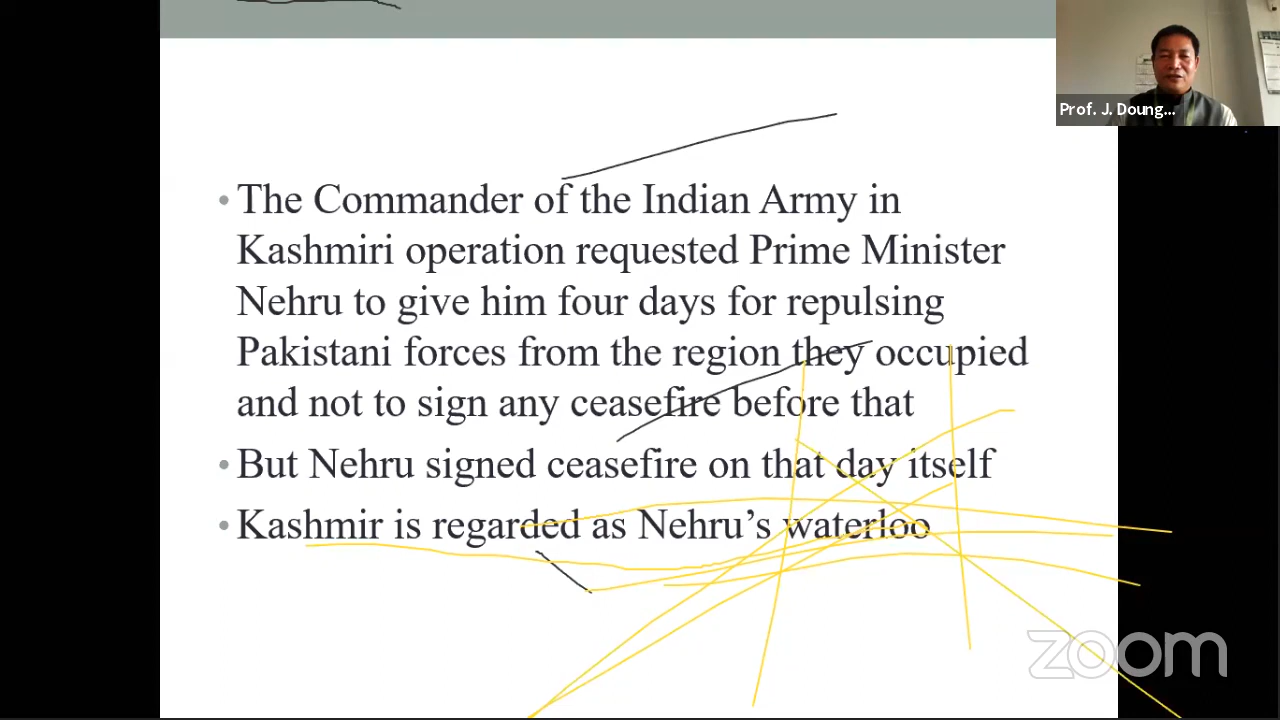 Prof. J. Doung...
• The Commander of the Indian Army in
Kashmiri operation requested Prime Minister
Nehru to give him four days for repulsing
Pakistani forces from the region they occupied
and not to sign any ceasefire before that
• But Nehru signed ceasefire on that day itself
• Kashmir is regarded as Nehru's waterloo
zoom